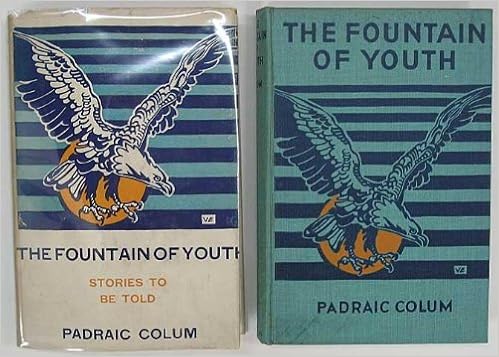 THE FOUNTAIN OF YOUTH
STORIES TO
BE TOLD
PADRAIC COLUM
THE FOUNTAIN
OF YOUTH
PADRAIC COLUM